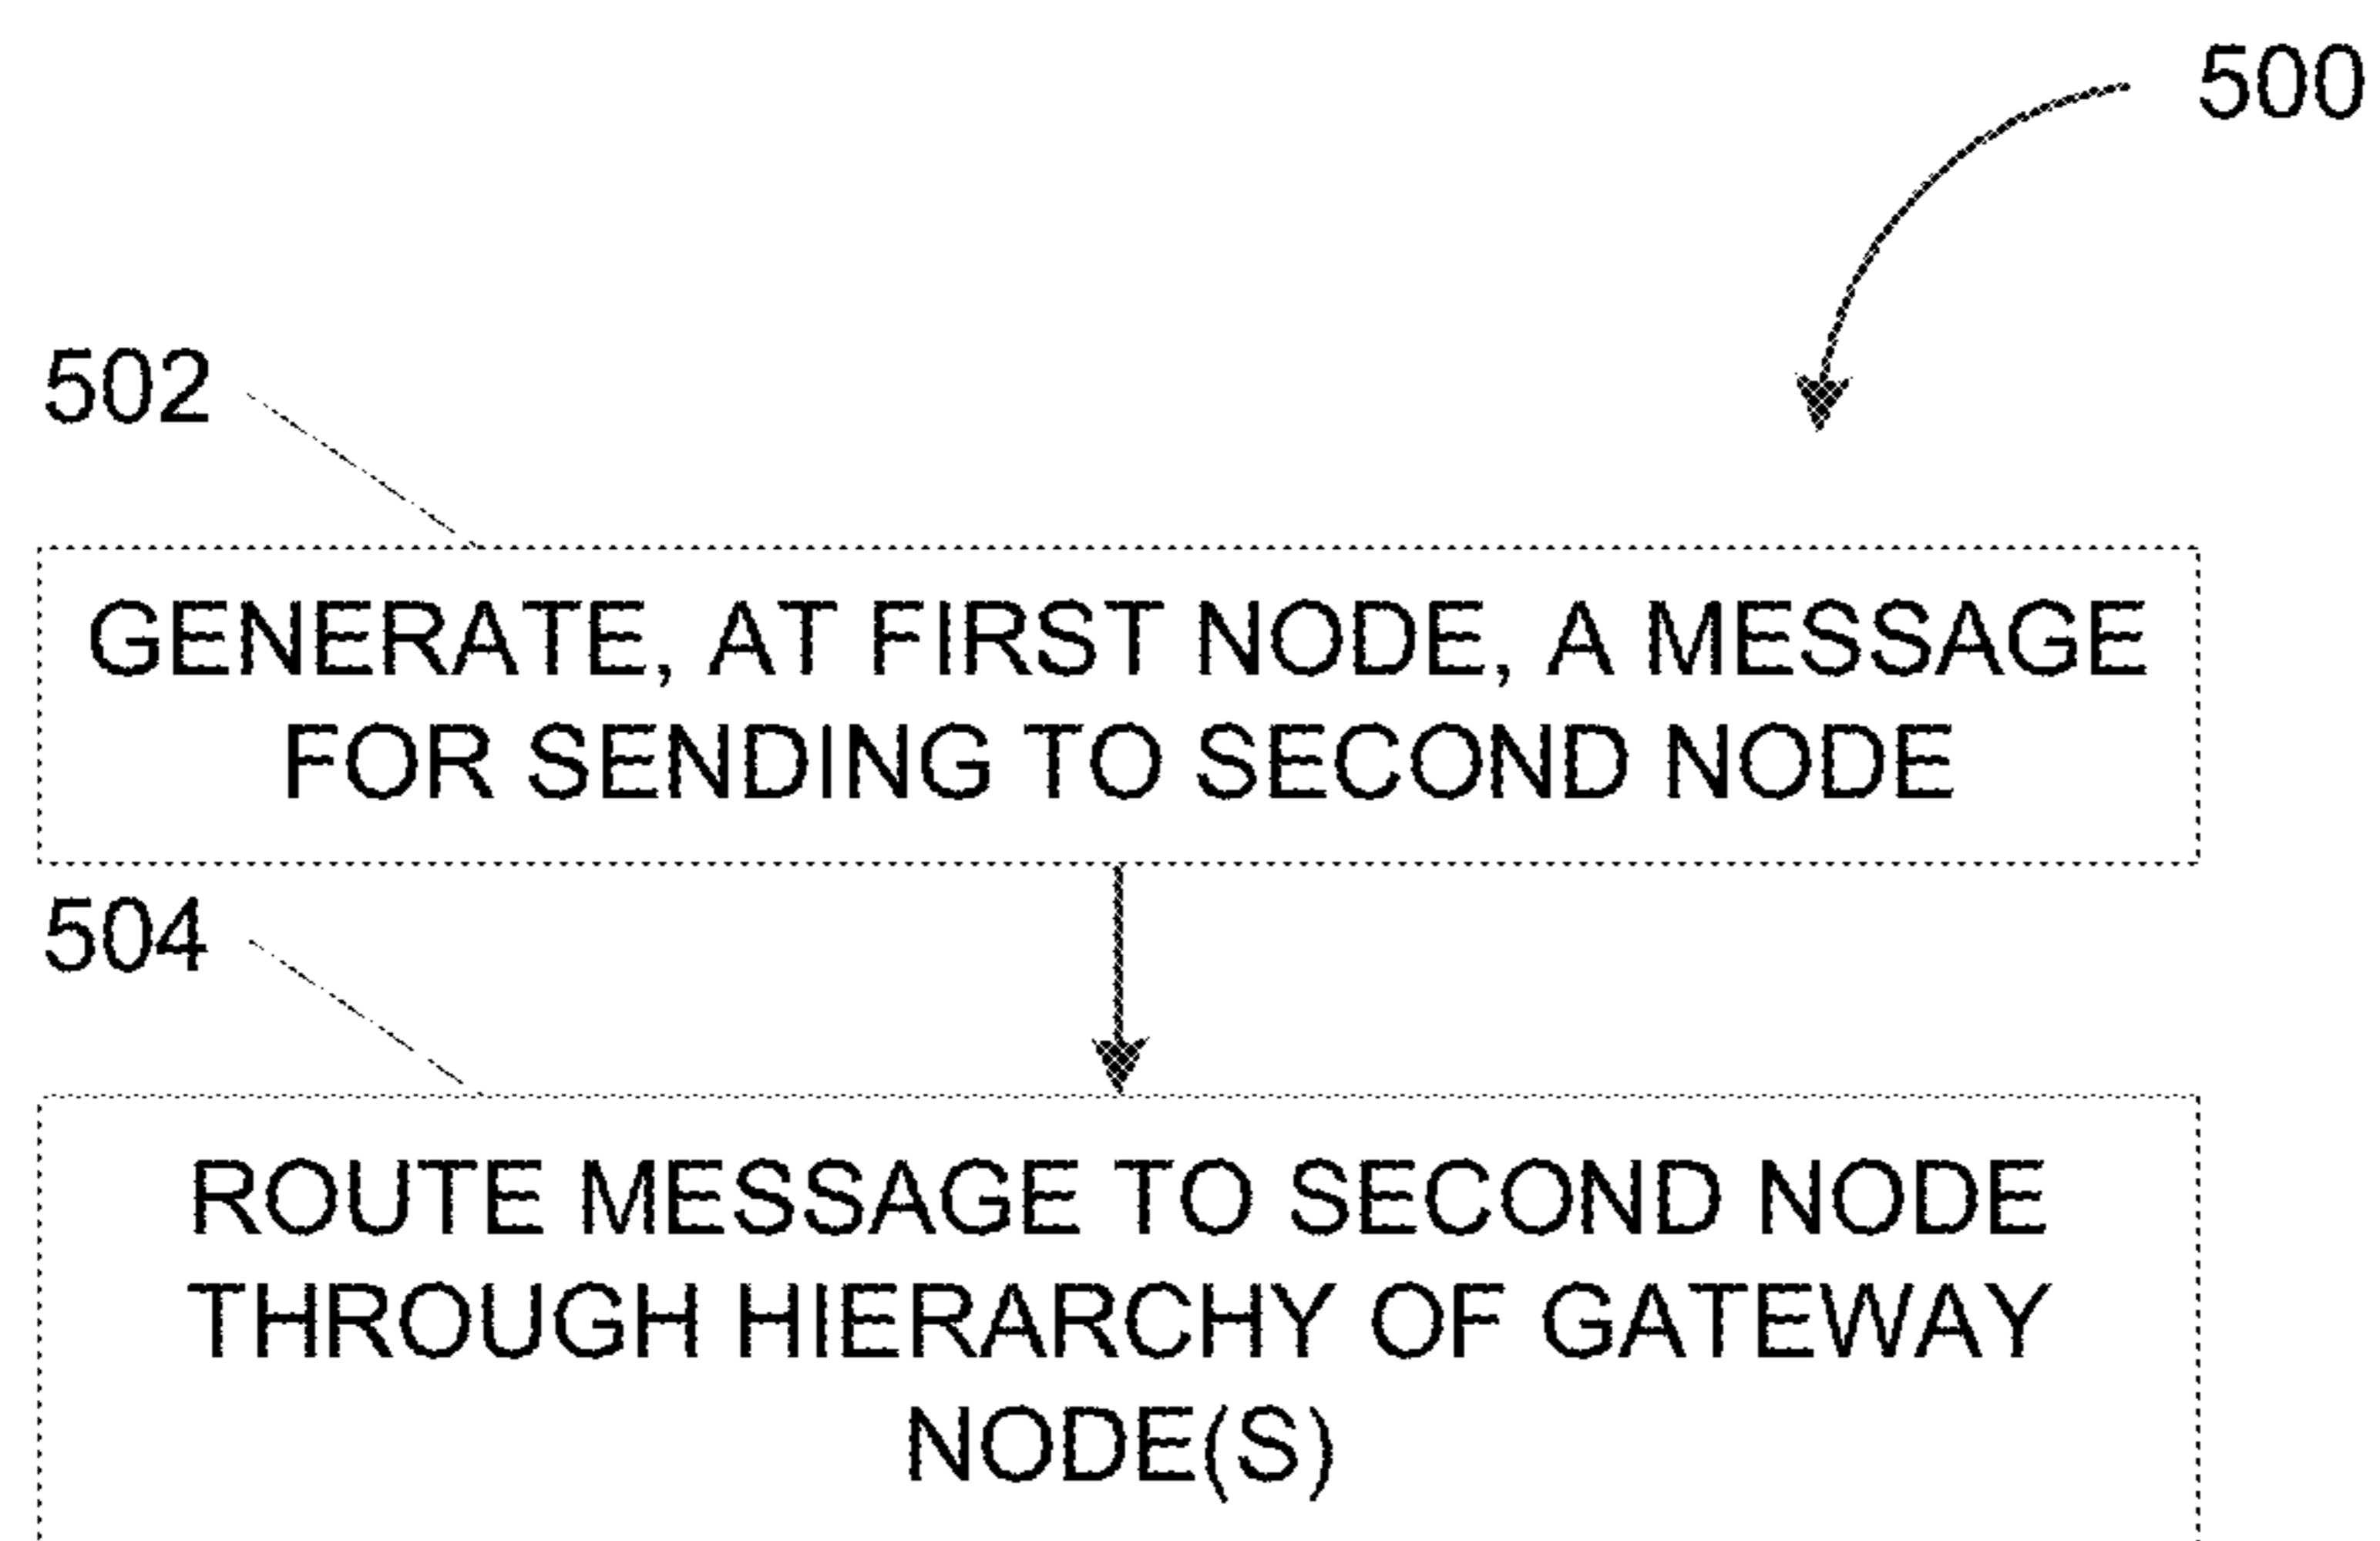 500
502
GENERATE, AT FIRST NODE, A MESSAGE
FOR SENDING TO SECOND NODE
504
ROUTE MESSAGE TO SECOND NODE
THROUGH HIERARCHY OF GATEWAY
NODE(S)